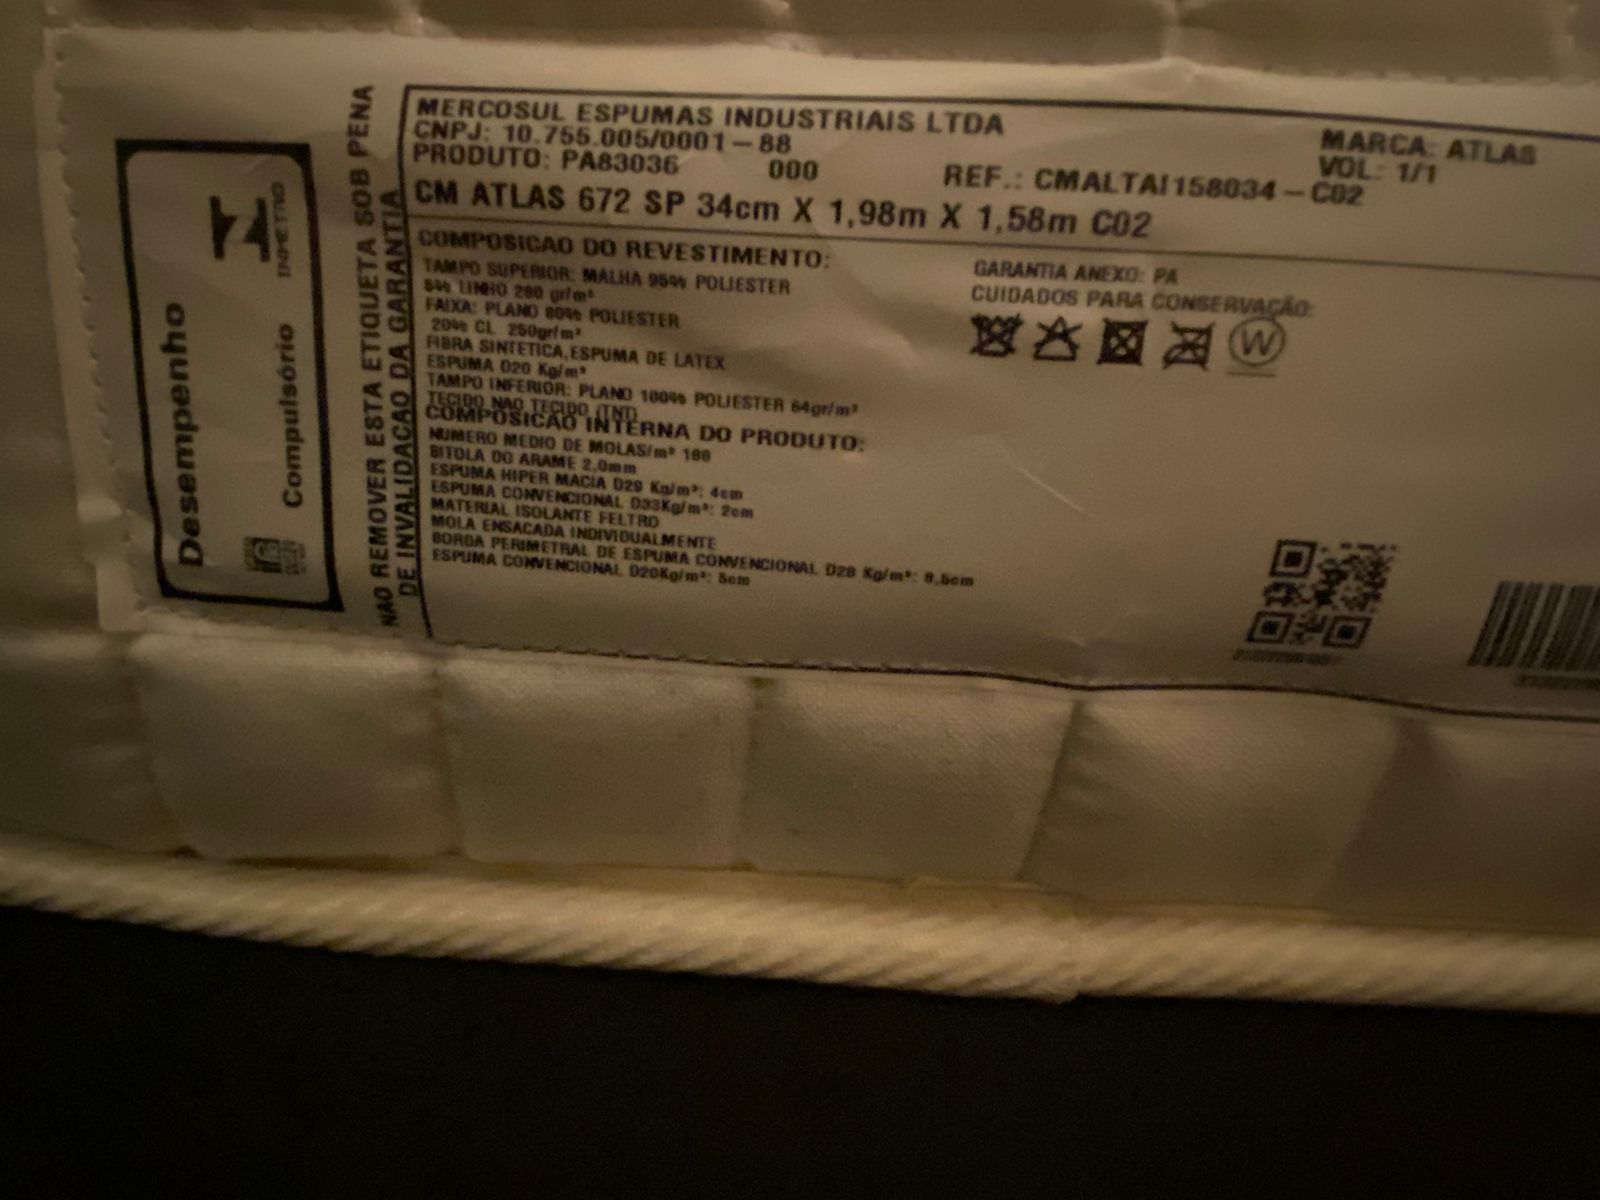 Desempenho
Compulsório
INMETRO
NÃO REMOVER ESTA ETIQUETA SOB PENA
DE INVALIDACAO DA GARANTIA
MERCOSUL ESPUMAS INDUSTRIAIS LTDA
CNPJ: 10.755.005/0001-88
MARCA: ATLAS
PRODUTO: PA83036 000
VOL: 1/1
REF.: CMALTAI158034-C02
CM ATLAS 672 SP 34cm X 1,98m X 1,58m C02
COMPOSICAO DO REVESTIMENTO:
TAMPO SUPERIOR: MALHA 95% POLIESTER
5% LINHO 280 gr/m²
FAIXA: PLANO 80% POLIESTER
20% CL 250gr/m²
FIBRA SINTETICA,ESPUMA DE LATEX
ESPUMA D20 Kg/m³
TAMPO INFERIOR: PLANO 100% POLIESTER 64gr/m²
TECIDO NAO TECIDO (TNT)
COMPOSICAO INTERNA DO PRODUTO:
NUMERO MEDIO DE MOLAS/m²
BITOLA DO ARAME 2,0mm
ESPUMA HIPER MACIA D29 Kg/m³: 4cm
ESPUMA CONVENCIONAL D33Kg/m³: 2cm
MATERIAL ISOLANTE FELTRO
MOLA ENSACADA INDIVIDUALMENTE
BORDA PERIMETRAL DE ESPUMA CONVENCIONAL D28 Kg/m³:
ESPUMA CONVENCIONAL D20Kg/m³: 5cm
GARANTIA ANEXO: PA
CUIDADOS PARA CONSERVAÇÃO:
W